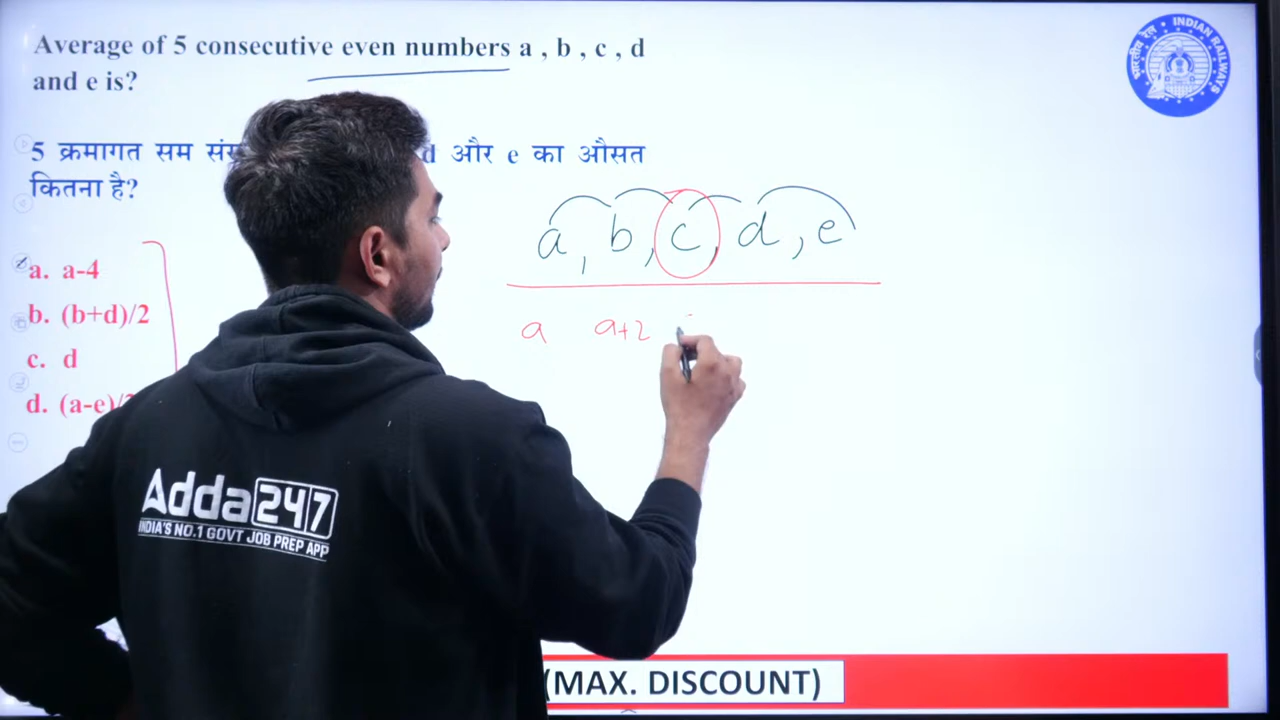 Average of 5 consecutive even numbers a , b , c , d
and e is?
5 क्रमागत सम d और e का औसत
कितना है?
a. a-4
b. (b+d)/2
c. d
d. (a-e)/
a, b, c, d, e
a a+2
INDIAN RAILWAYS
भारतीय रेल
Adda247
INDIA'S NO.1 GOVT JOB PREP APP
(MAX. DISCOUNT)